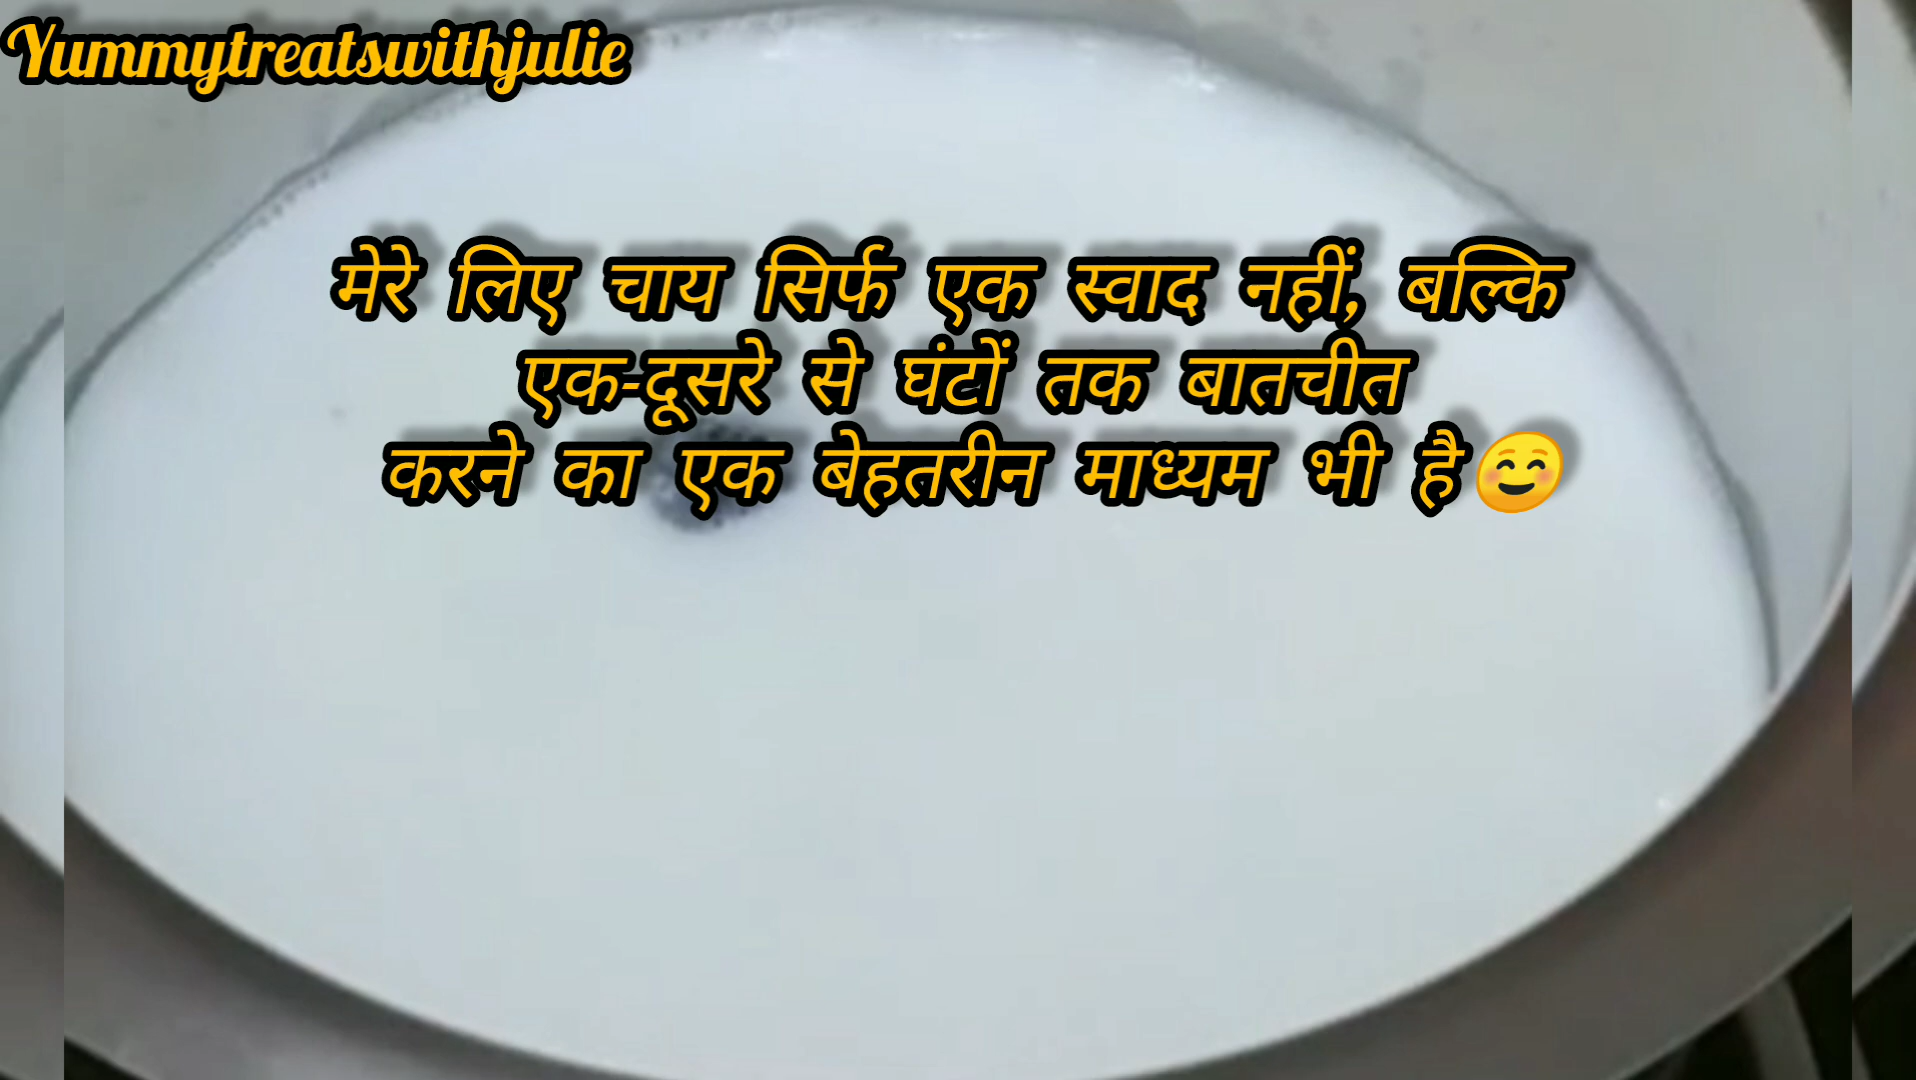 Yummytreatswithjulie
मेरे लिए चाय सिर्फ एक स्वाद नहीं, बल्कि
एक-दूसरे से घंटों तक बातचीत
करने का एक बेहतरीन माध्यम भी है😊